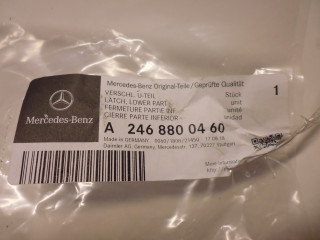 Mercedes-Benz Original-Teile / Geprüfte Qualität
VERSCHL. U-TEIL Stück 1
LATCH, LOWER PART unit
FERMETURE PARTIE INF unité
CIERRE PARTE INFERIOR unidad
Mercedes-Benz
A 246 880 04 60
Made in GERMANY
Daimler AG, Germany, Mercedesstr. 137, 70327 Stuttgart